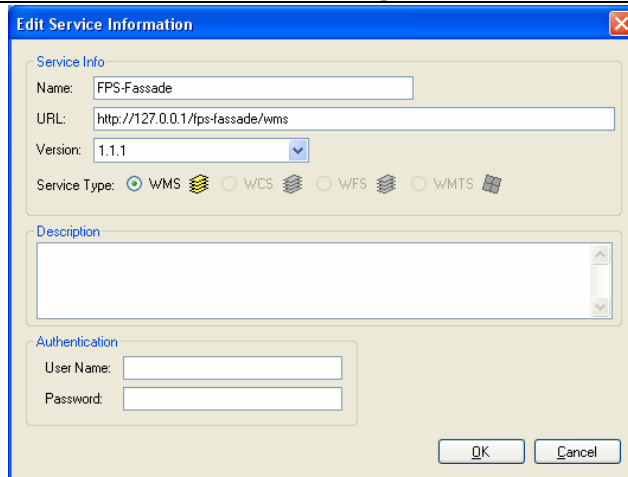 Edit Service Information
Service Info
Name: FPS-Fassade
URL: http://127.0.0.1/fps-fassade/wms
Version: 1.1.1
Service Type: WMS WCS WFS WMTS
Description
Authentication
User Name:
Password:
OK Cancel